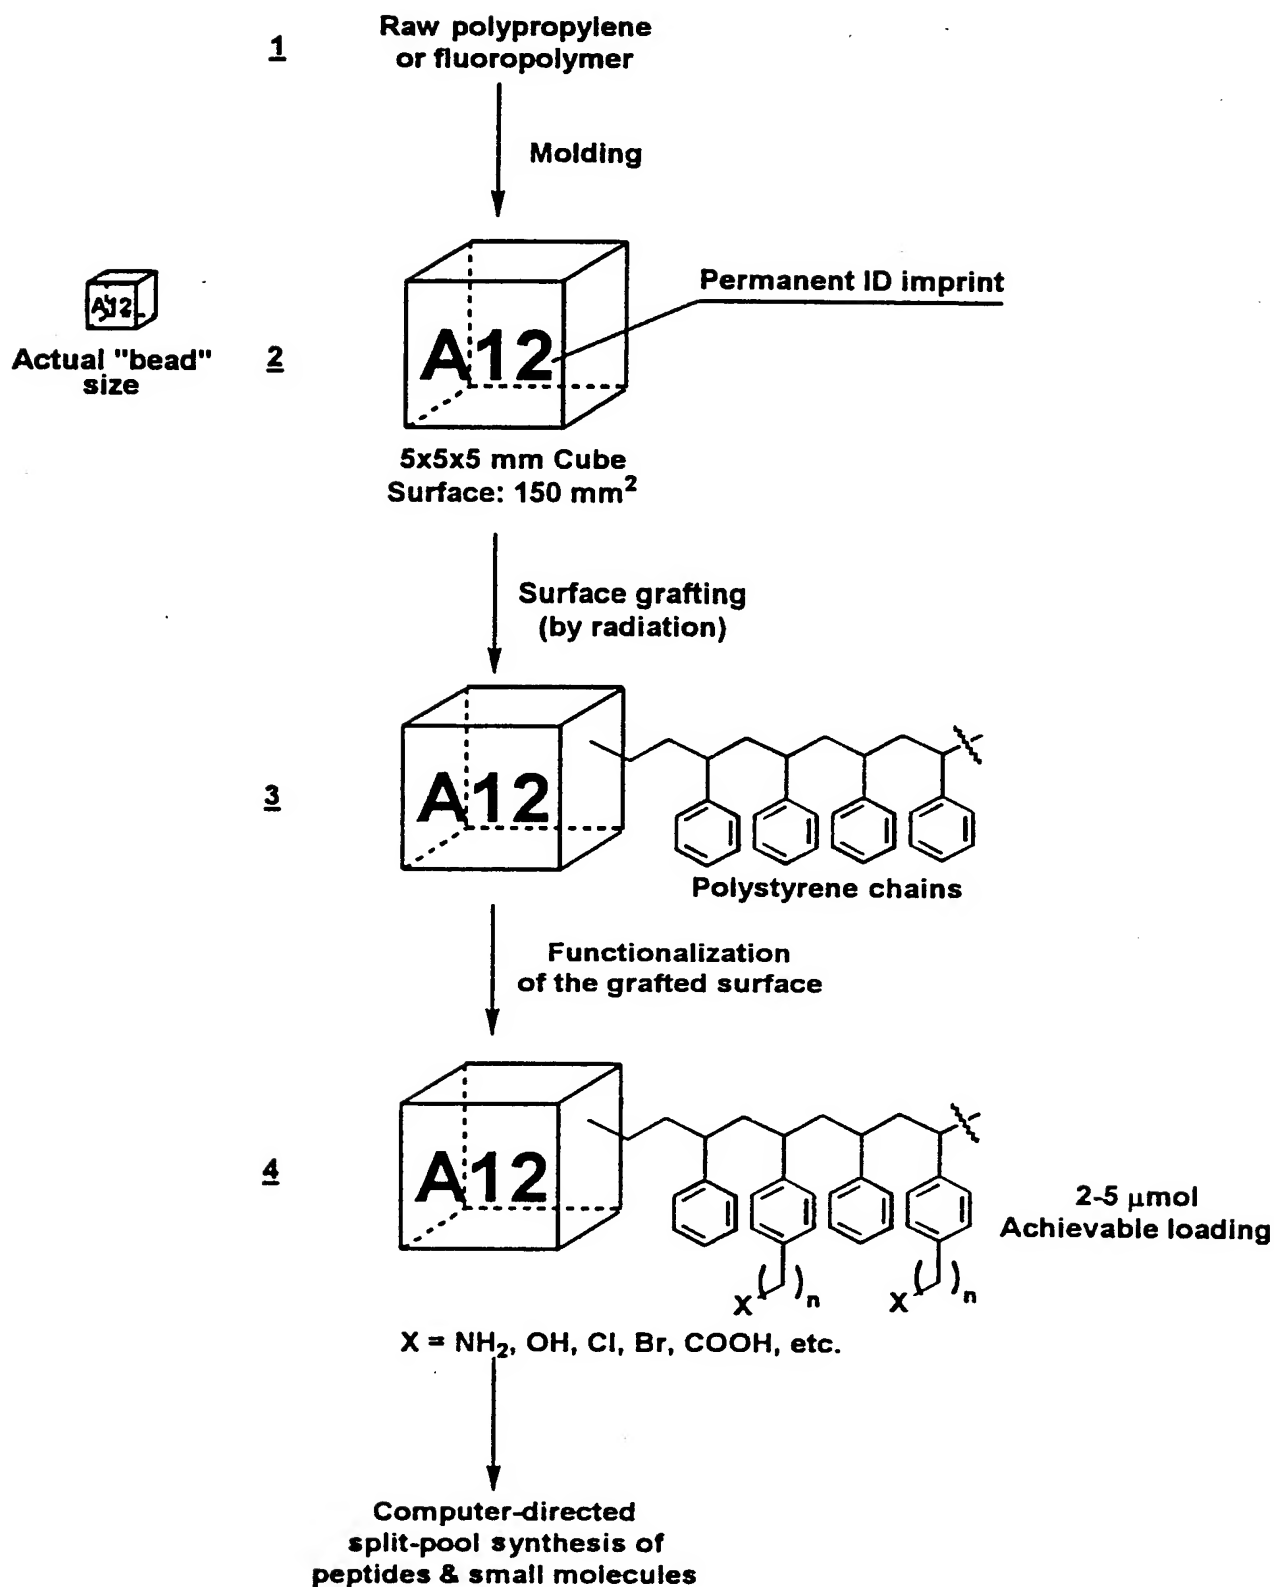 1
Raw polypropylene
or fluoropolymer
Molding
Permanent ID imprint
A12
A12
Actual "bead"
size
2
5x5x5 mm Cube
Surface: 150 mm²
Surface grafting
(by radiation)
3
A12
Polystyrene chains
Functionalization
of the grafted surface
4
A12
2-5 μmol
Achievable loading
X ( )n
X ( )n
X = NH₂, OH, Cl, Br, COOH, etc.
Computer-directed
split-pool synthesis of
peptides & small molecules